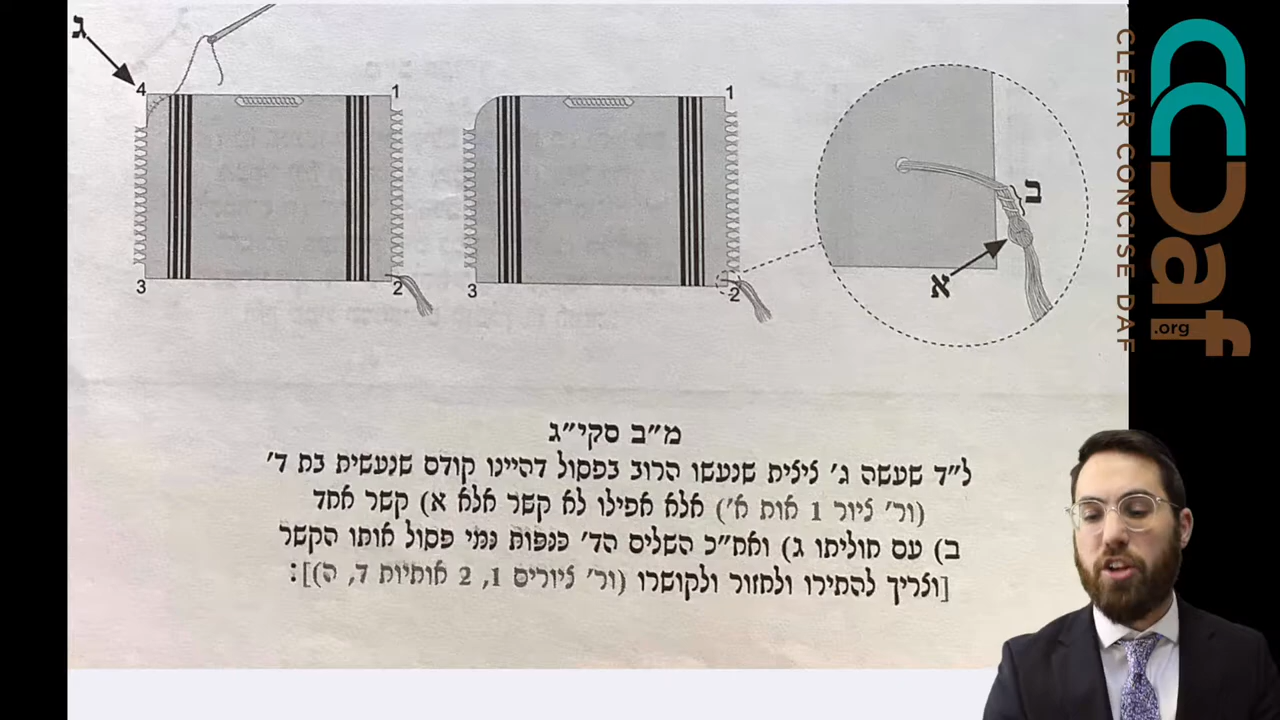 ג
4
1
3
2
1
3
2
ב
א
מ״ב סקי״ג
ל״ד שעשה ג׳ ציצית שנעשו הרוב בפסול דהיינו קודם שנעשית בת ד׳
(ור׳ ציור 1 אות א׳) אלא אפילו לא קשר אלא א) קשר אחד
ב) עם חוליתו ג) ואח״כ השלים הד׳ כנפות נמי פסול אותו הקשר
[וצריך להתירו ולחזור ולקושרו (ור׳ ציורים 1, 2 אותיות ד, ה)]:
CLEAR CONCISE DAF
CCDaf
.org